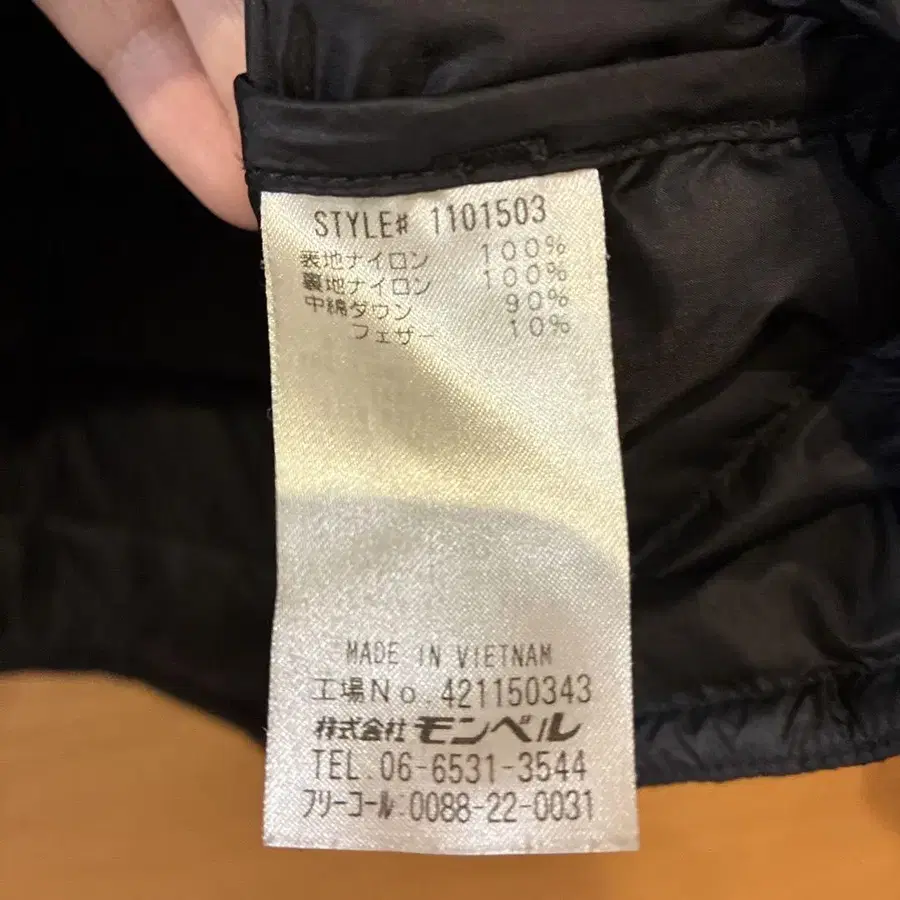 STYLE# 1101503
表地ナイロン 100%
裏地ナイロン 100%
中綿ダウン 90%
フェザー 10%
MADE IN VIETNAM
工場No. 421150343
株式会社 モンベル
TEL.06-6531-3544
フリーコール:0088-22-0031